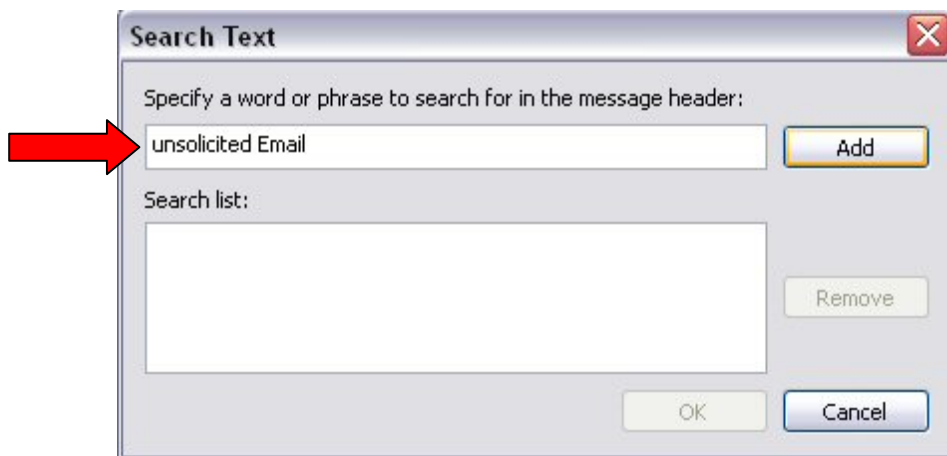 Search Text
Specify a word or phrase to search for in the message header:
unsolicited Email
Add
Search list:
Remove
OK
Cancel